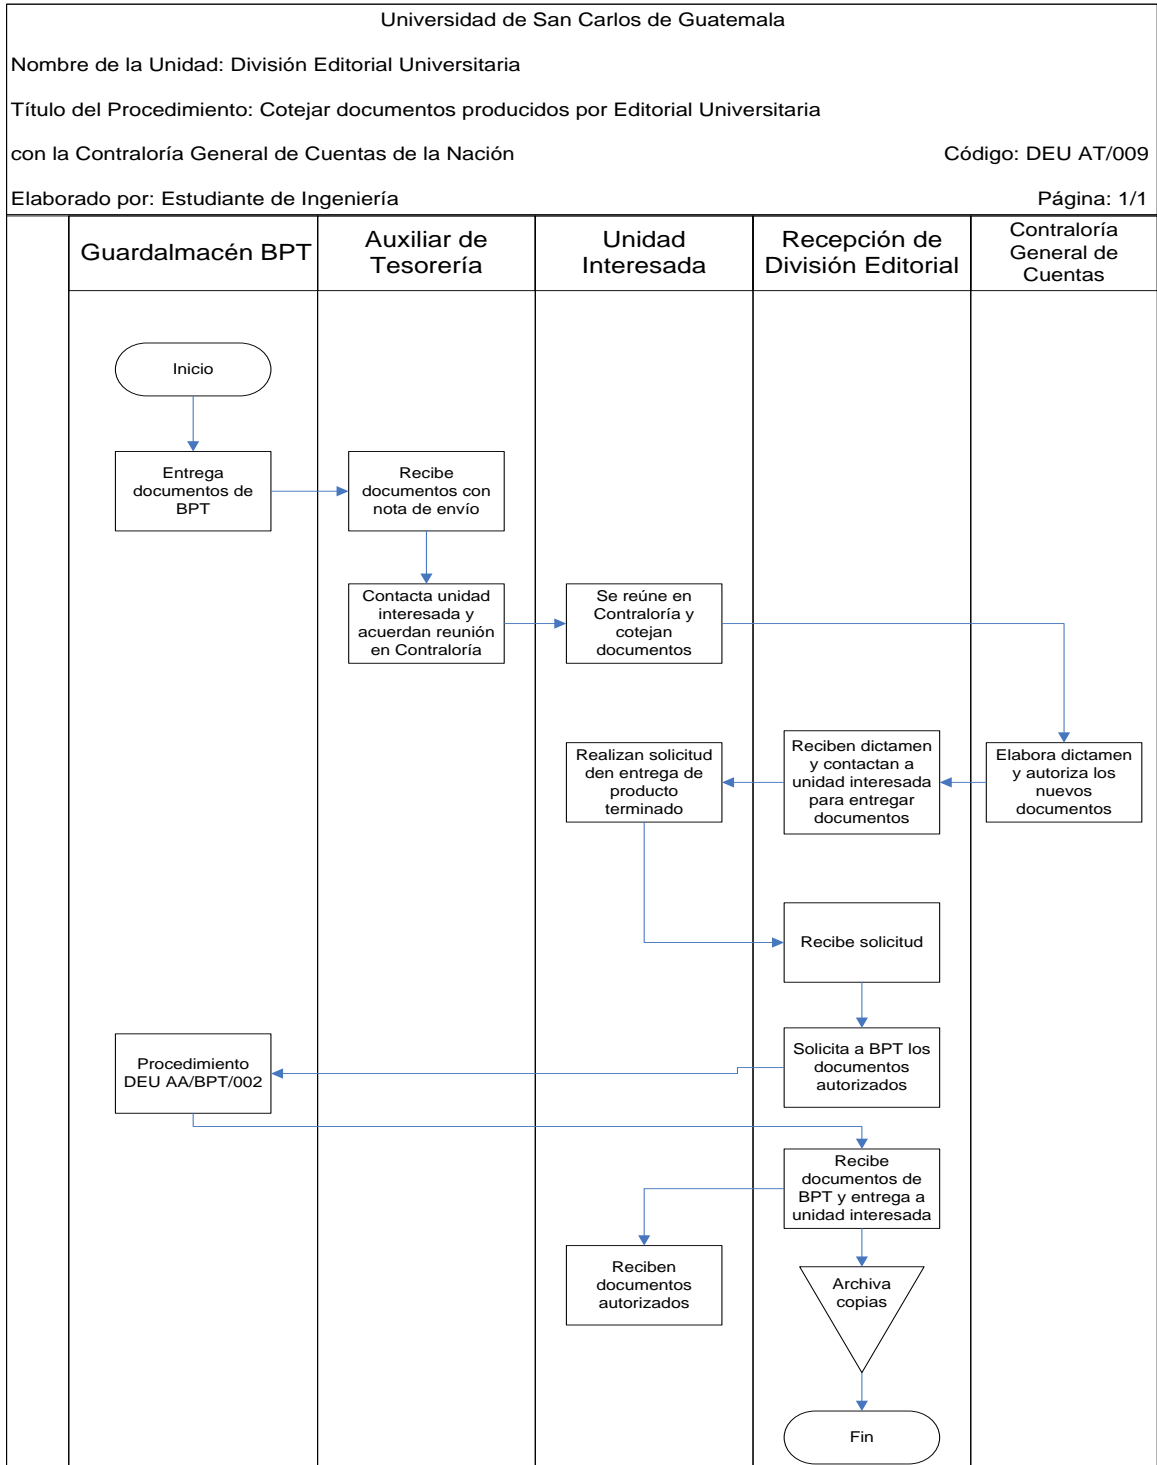 Universidad de San Carlos de Guatemala
Nombre de la Unidad: División Editorial Universitaria
Título del Procedimiento: Cotejar documentos producidos por Editorial Universitaria
con la Contraloría General de Cuentas de la Nación
Código: DEU AT/009
Elaborado por: Estudiante de Ingeniería
Página: 1/1
Guardalmacén BPT
Auxiliar de
Tesorería
Unidad
Interesada
Recepción de
División Editorial
Contraloría
General de
Cuentas
Inicio
Entrega
documentos de
BPT
Recibe
documentos con
nota de envío
Contacta unidad
interesada y
acuerdan reunión
en Contraloría
Se reúne en
Contraloría y
cotejan
documentos
Realizan solicitud
den entrega de
producto
terminado
Reciben dictamen
y contactan a
unidad interesada
para entregar
documentos
Elabora dictamen
y autoriza los
nuevos
documentos
Recibe solicitud
Solicita a BPT los
documentos
autorizados
Procedimiento
DEU AA/BPT/002
Recibe
documentos de
BPT y entrega a
unidad interesada
Reciben
documentos
autorizados
Archiva
copias
Fin